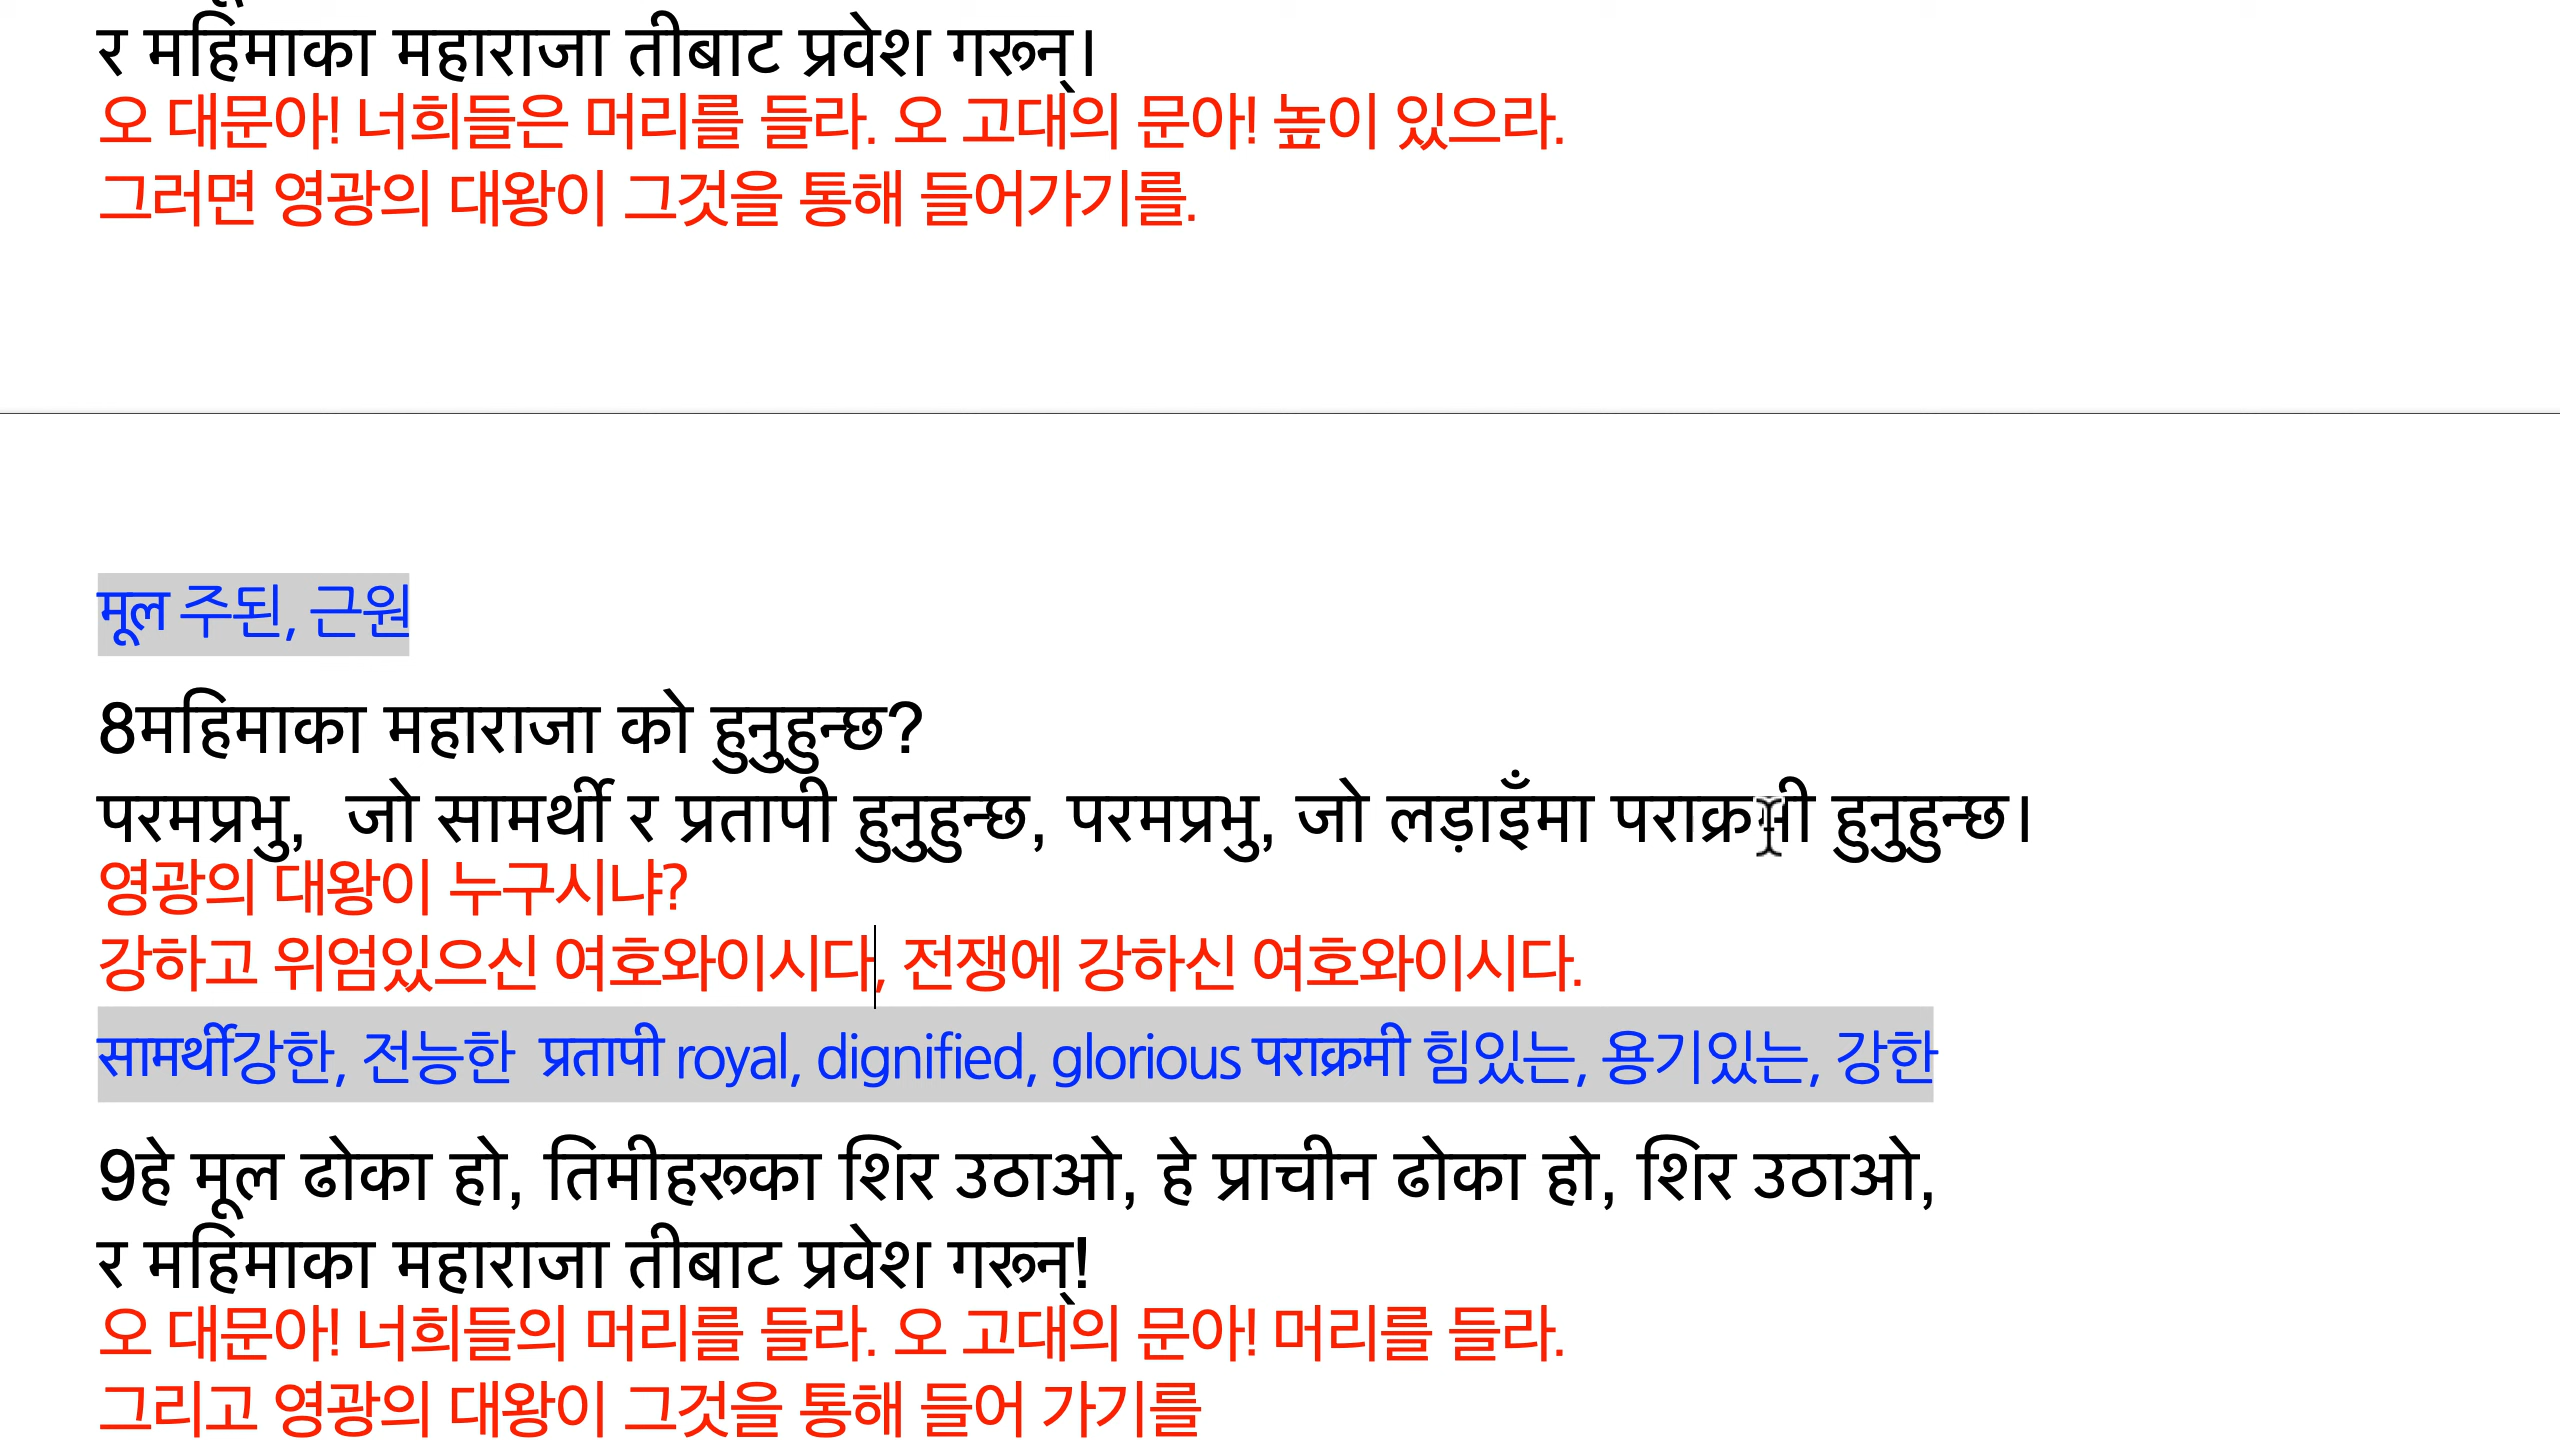 र महिमाका महाराजा तीबाट प्रवेश गरून्।
오 대문아! 너희들은 머리를 들라. 오 고대의 문아! 높이 있으라.
그러면 영광의 대왕이 그것을 통해 들어가기를.
मूल 주된, 근원
8महिमाका महाराजा को हुनुहुन्छ?
परमप्रभु, जो सामर्थी र प्रतापी हुनुहुन्छ, परमप्रभु, जो लड़ाइँमा पराक्रमी हुनुहुन्छ।
영광의 대왕이 누구시냐?
강하고 위엄있으신 여호와이시다, 전쟁에 강하신 여호와이시다.
सामर्थी강한, 전능한 प्रतापी royal, dignified, glorious पराक्रमी 힘있는, 용기있는, 강한
9हे मूल ढोका हो, तिमीहरूका शिर उठाओ, हे प्राचीन ढोका हो, शिर उठाओ,
र महिमाका महाराजा तीबाट प्रवेश गरून्!
오 대문아! 너희들의 머리를 들라. 오 고대의 문아! 머리를 들라.
그리고 영광의 대왕이 그것을 통해 들어 가기를